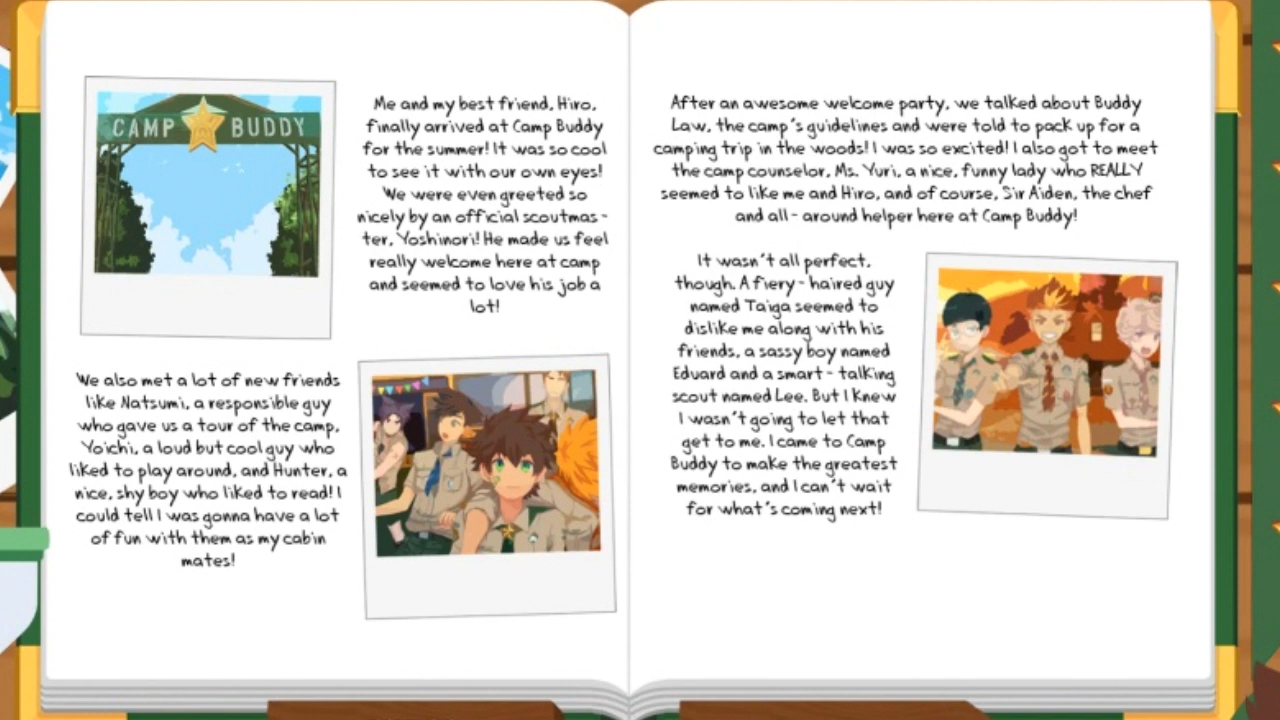 CAMP BUDDY
Me and my best friend, Hiro,
finally arrived at Camp Buddy
for the summer! It was so cool
to see it with our own eyes!
We were even greeted so
nicely by an official scoutmas-
ter, Yoshinori! He made us feel
really welcome here at camp
and seemed to love his job a
lot!
We also met a lot of new friends
like Natsumi, a responsible guy
who gave us a tour of the camp,
Yoichi, a loud but cool guy who
liked to play around, and Hunter, a
nice, shy boy who liked to read! I
could tell I was gonna have a lot
of fun with them as my cabin
mates!
After an awesome welcome party, we talked about Buddy
Law, the camp's guidelines and were told to pack up for a
camping trip in the woods! I was so excited! I also got to meet
the camp counselor, Ms. Yuri, a nice, funny lady who REALLY
seemed to like me and Hiro, and of course, Sir Aiden, the chef
and all-around helper here at Camp Buddy!
It wasn't all perfect,
though. A fiery-haired guy
named Taiga seemed to
dislike me along with his
friends, a sassy boy named
Eduard and a smart-talking
scout named Lee. But I knew
I wasn't going to let that
get to me. I came to Camp
Buddy to make the greatest
memories, and I can't wait
for what's coming next!